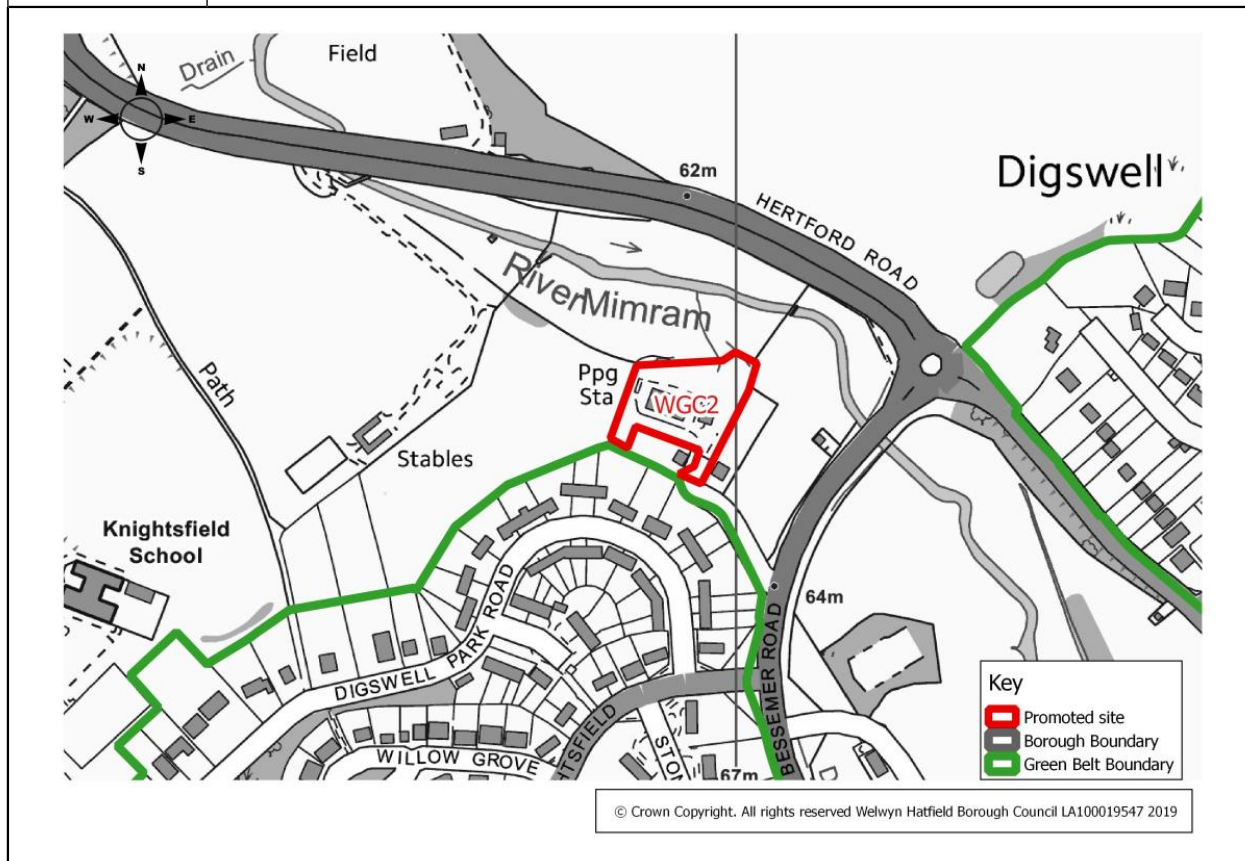 Drain
Field
N
W
E
S
62m
HERTFORD ROAD
Digswell
River Mimram
Path
Ppg
Sta
WGC2
Stables
Knightsfield
School
64m
DIGSWELL PARK ROAD
BESSEMER ROAD
WILLOW GROVE
HTSFIELD
STON
67m
D
Key
Promoted site
Borough Boundary
Green Belt Boundary
© Crown Copyright. All rights reserved Welwyn Hatfield Borough Council LA100019547 2019